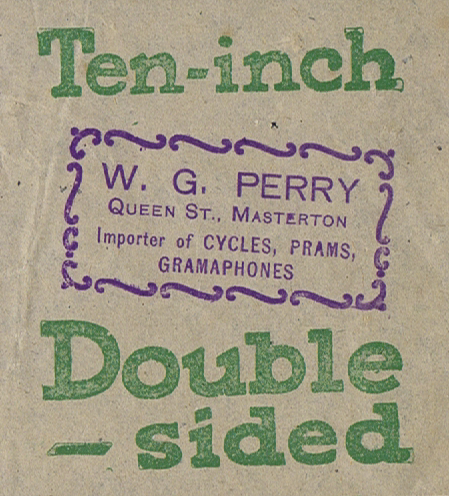 Ten-inch
W. G. PERRY
QUEEN ST., MASTERTON
Importer of CYCLES, PRAMS,
GRAMAPHONES
Double
- sided